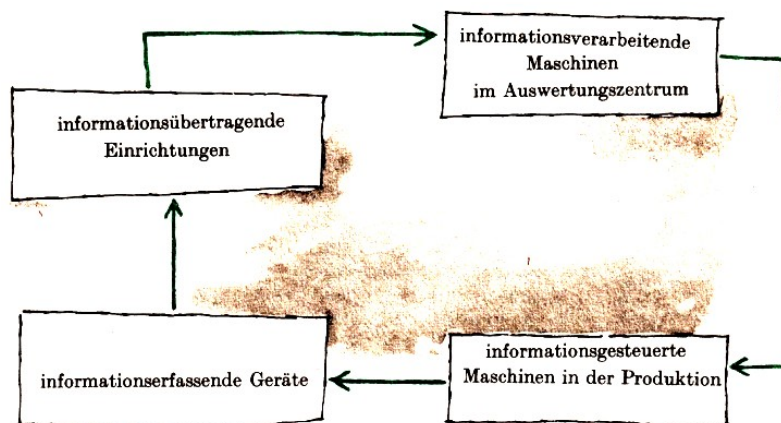 informationsverarbeitende
Maschinen
im Auswertungszentrum
informationsübertragende
Einrichtungen
informationsgesteuerte
Maschinen in der Produktion
informationserfassende Geräte